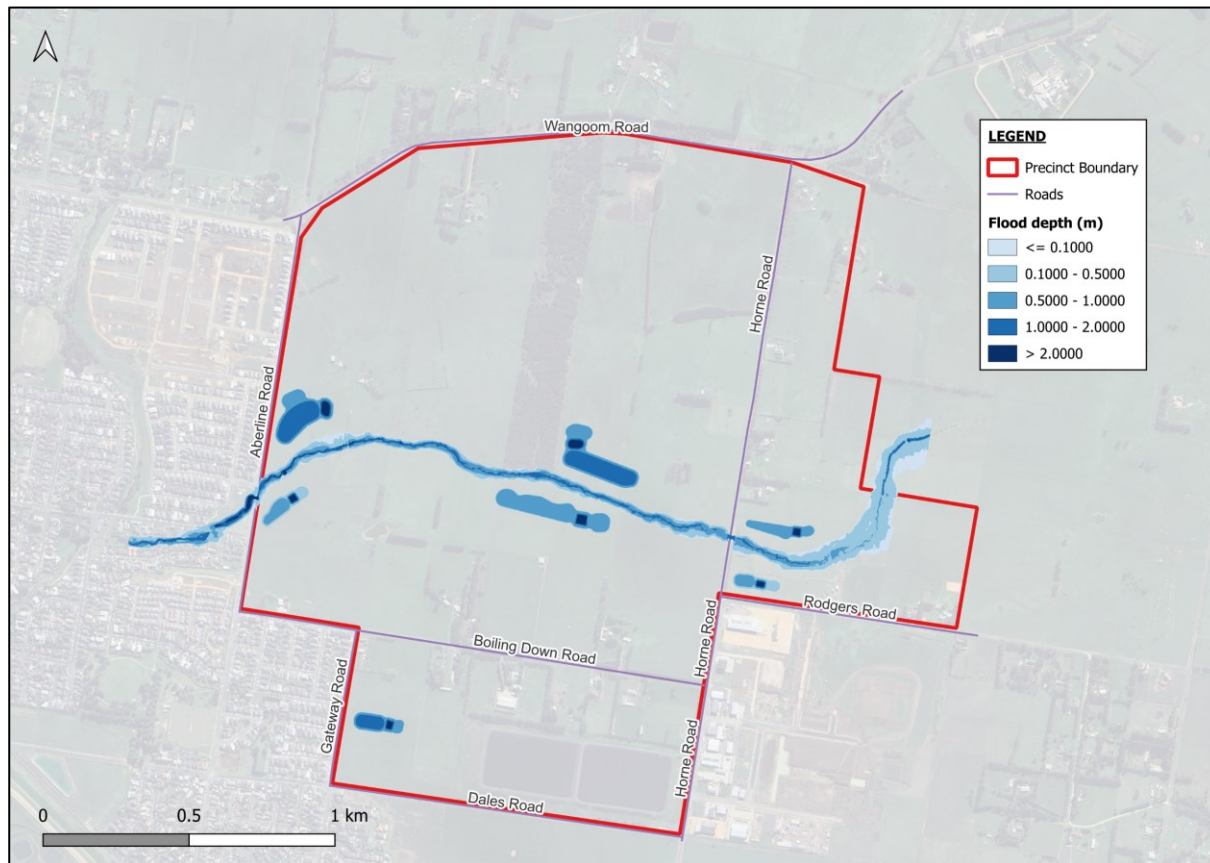 Wangoom Road
LEGEND
Precinct Boundary
Roads
Flood depth (m)
<= 0.1000
0.1000 - 0.5000
0.5000 - 1.0000
1.0000 - 2.0000
> 2.0000
Horne Road
Aberline Road
Rodgers Road
Boiling Down Road
Horne Road
Gateway Road
Horne Road
Dales Road
0 0.5 1 km